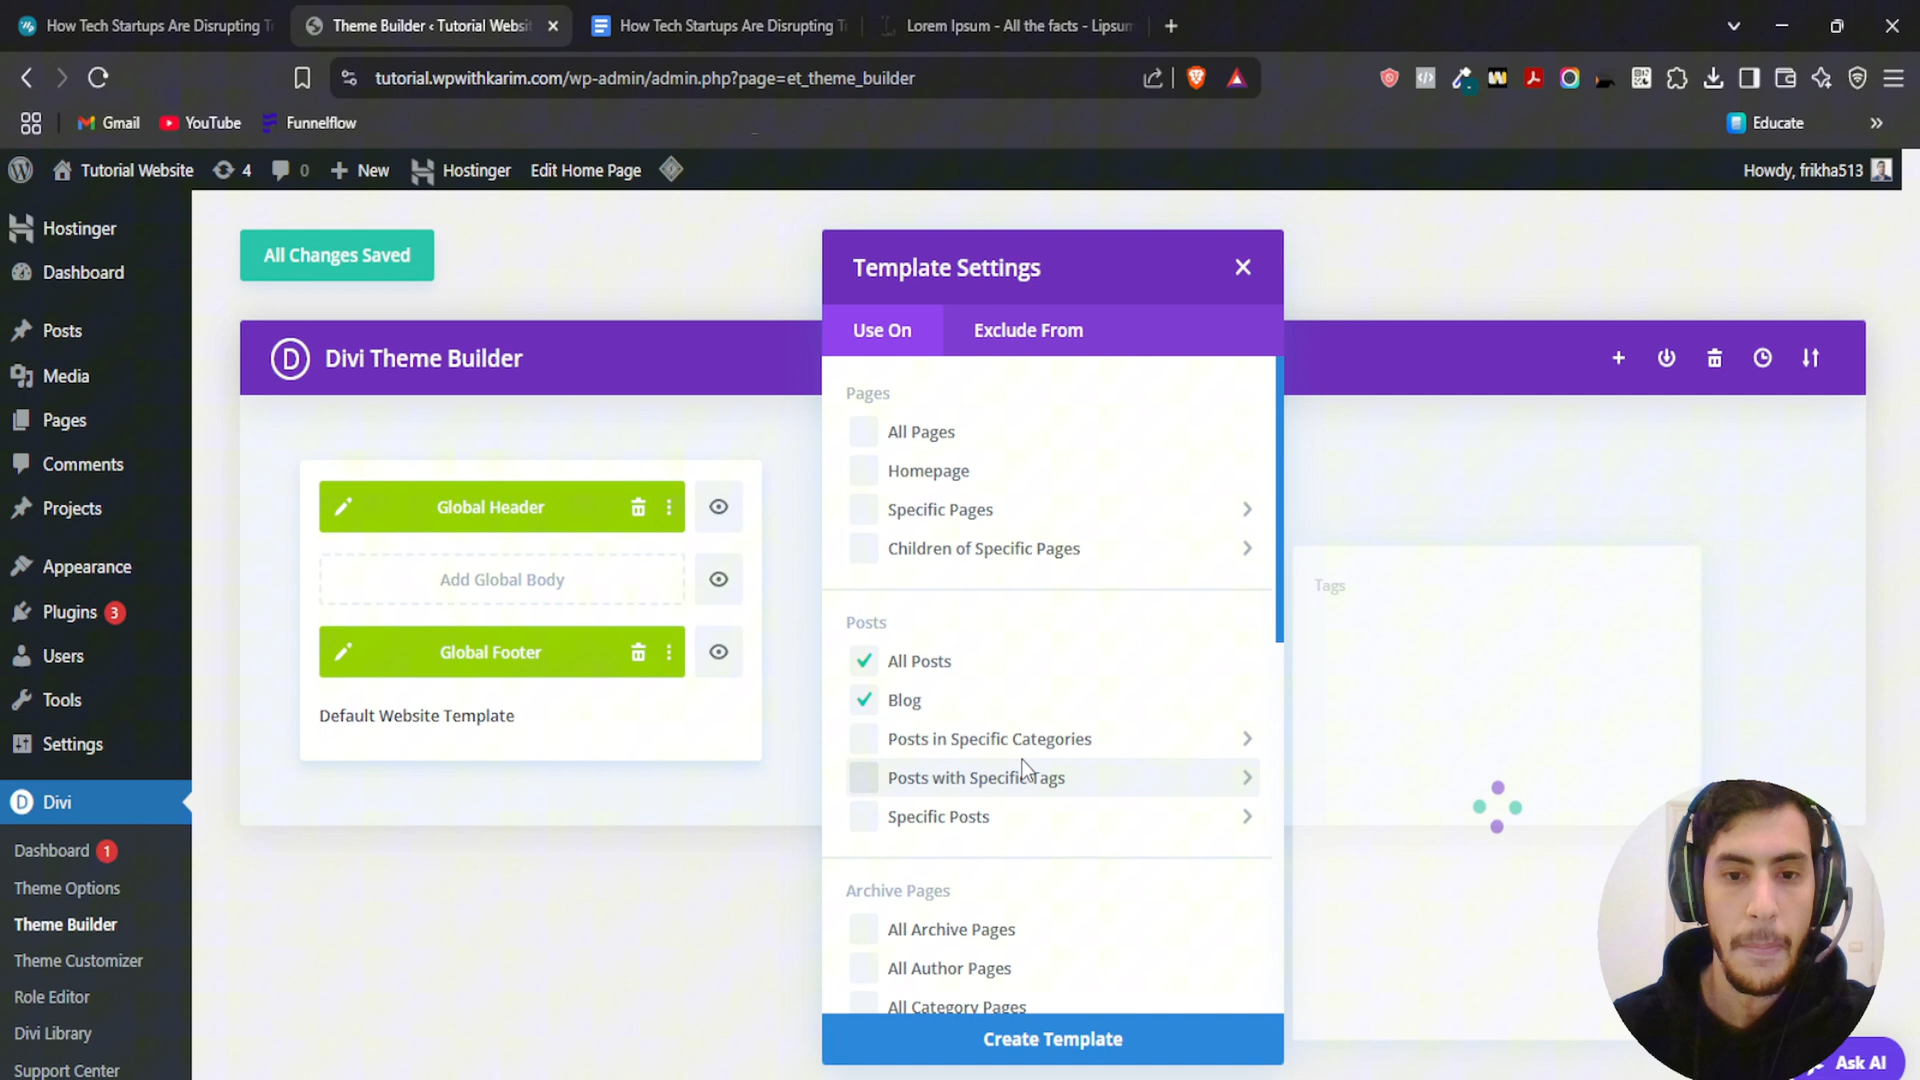 How Tech Startups Are Disrupting T
Theme Builder ‹ Tutorial Websi
How Tech Startups Are Disrupting T
Lorem Ipsum - All the facts - Lipsum
tutorial.wpwithkarim.com/wp-admin/admin.php?page=et_theme_builder
Gmail
YouTube
Funnelflow
Educate
Tutorial Website
4
0
New
Hostinger
Edit Home Page
Howdy, frikha513
Hostinger
Dashboard
Posts
Media
Pages
Comments
Projects
Appearance
Plugins 3
Users
Tools
Settings
Divi
Dashboard 1
Theme Options
Theme Builder
Theme Customizer
Role Editor
Divi Library
Support Center
All Changes Saved
D Divi Theme Builder
Global Header
Add Global Body
Global Footer
Default Website Template
Template Settings
Use On
Exclude From
Pages
All Pages
Homepage
Specific Pages
Children of Specific Pages
Posts
All Posts
Blog
Posts in Specific Categories
Posts with Specific Tags
Specific Posts
Archive Pages
All Archive Pages
All Author Pages
All Category Pages
Create Template
Tags
Ask AI